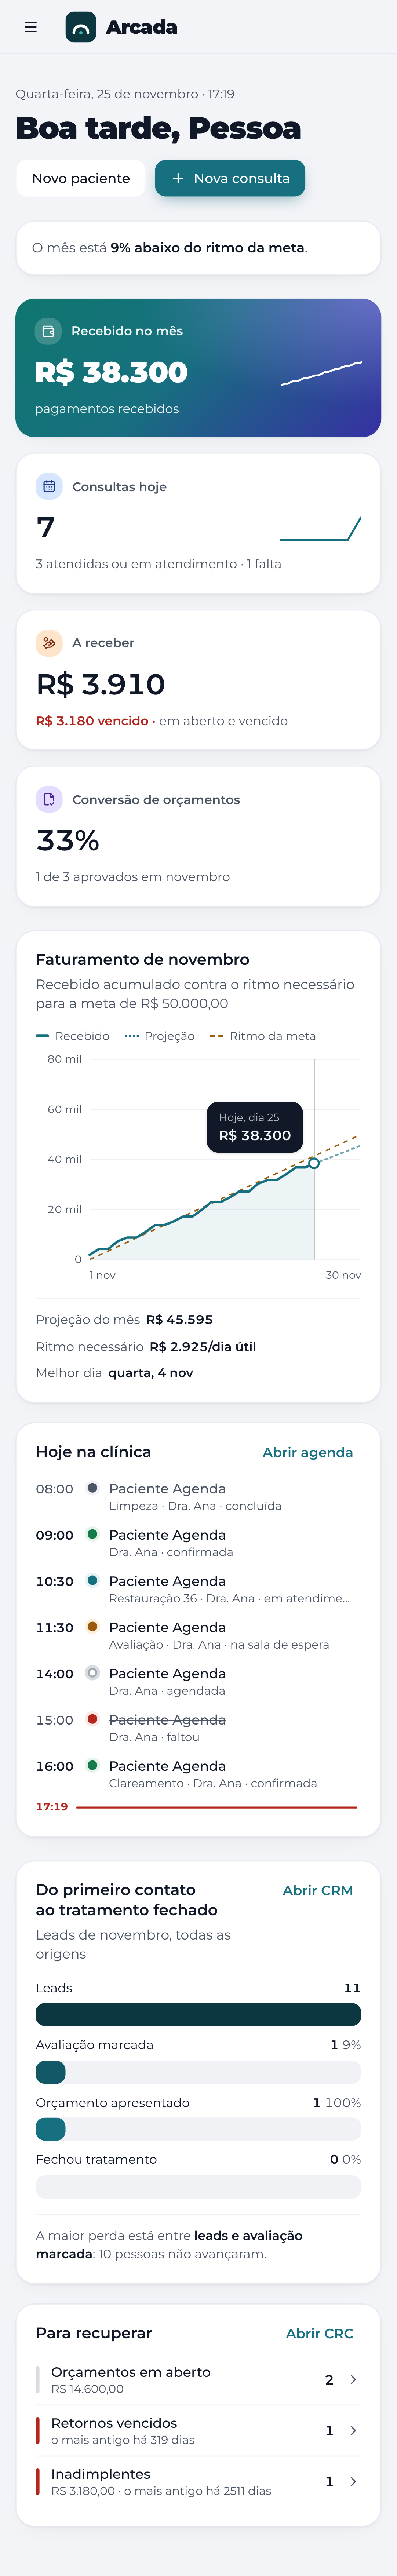 Arcada
Quarta-feira, 25 de novembro · 17:19
Boa tarde, Pessoa
Novo paciente
Nova consulta
O mês está 9% abaixo do ritmo da meta.
Recebido no mês
R$ 38.300
pagamentos recebidos
Consultas hoje
7
3 atendidas ou em atendimento · 1 falta
A receber
R$ 3.910
R$ 3.180 vencido · em aberto e vencido
Conversão de orçamentos
33%
1 de 3 aprovados em novembro
Faturamento de novembro
Recebido acumulado contra o ritmo necessário
para a meta de R$ 50.000,00
Recebido
Projeção
Ritmo da meta
80 mil
60 mil
40 mil
20 mil
0
Hoje, dia 25
R$ 38.300
1 nov
30 nov
Projeção do mês R$ 45.595
Ritmo necessário R$ 2.925/dia útil
Melhor dia quarta, 4 nov
Hoje na clínica
Abrir agenda
08:00 Paciente Agenda
Limpeza · Dra. Ana · concluída
09:00 Paciente Agenda
Dra. Ana · confirmada
10:30 Paciente Agenda
Restauração 36 · Dra. Ana · em atendime...
11:30 Paciente Agenda
Avaliação · Dra. Ana · na sala de espera
14:00 Paciente Agenda
Dra. Ana · agendada
15:00 Paciente Agenda
Dra. Ana · faltou
16:00 Paciente Agenda
Clareamento · Dra. Ana · confirmada
17:19
Do primeiro contato
ao tratamento fechado
Abrir CRM
Leads de novembro, todas as
origens
Leads 11
Avaliação marcada 1 9%
Orçamento apresentado 1 100%
Fechou tratamento 0 0%
A maior perda está entre leads e avaliação
marcada: 10 pessoas não avançaram.
Para recuperar
Abrir CRC
Orçamentos em aberto 2
R$ 14.600,00
Retornos vencidos 1
o mais antigo há 319 dias
Inadimplentes 1
R$ 3.180,00 · o mais antigo há 2511 dias